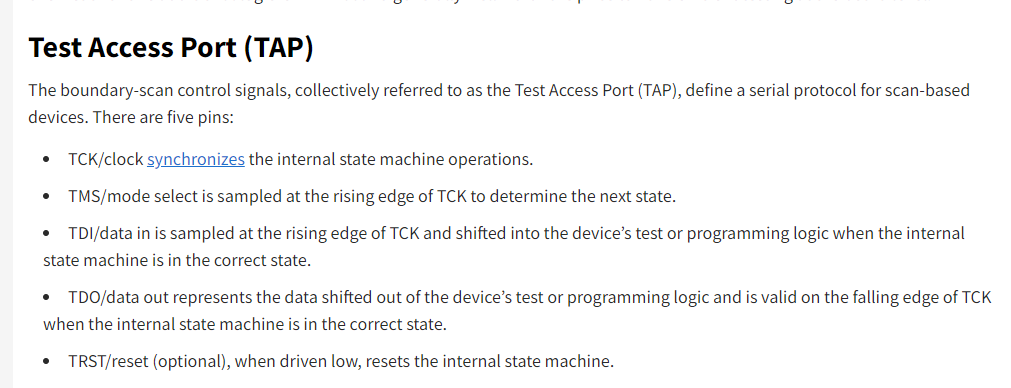 Test Access Port (TAP)
The boundary-scan control signals, collectively referred to as the Test Access Port (TAP), define a serial protocol for scan-based
devices. There are five pins:
• TCK/clock synchronizes the internal state machine operations.
• TMS/mode select is sampled at the rising edge of TCK to determine the next state.
• TDI/data in is sampled at the rising edge of TCK and shifted into the device’s test or programming logic when the internal
state machine is in the correct state.
• TDO/data out represents the data shifted out of the device’s test or programming logic and is valid on the falling edge of TCK
when the internal state machine is in the correct state.
• TRST/reset (optional), when driven low, resets the internal state machine.